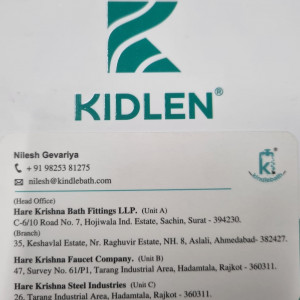 KIDLEN®
Nilesh Gevariya
+ 91 98253 81275
nilesh@kindlebath.com
kindlebath
(Head Office)
Hare Krishna Bath Fittings LLP. (Unit A)
C-6/10 Road No. 7, Hojiwala Ind. Estate, Sachin, Surat - 394230.
(Branch)
35, Keshavlal Estate, Nr. Raghuvir Estate, NH. 8, Aslali, Ahmedabad- 382427.
Hare Krishna Faucet Company. (Unit B)
47, Survey No. 61/P1, Tarang Industrial Area, Hadamtala, Rajkot - 360311.
Hare Krishna Steel Industries (Unit C)
26, Tarang Industrial Area, Hadamtala, Rajkot - 360311.